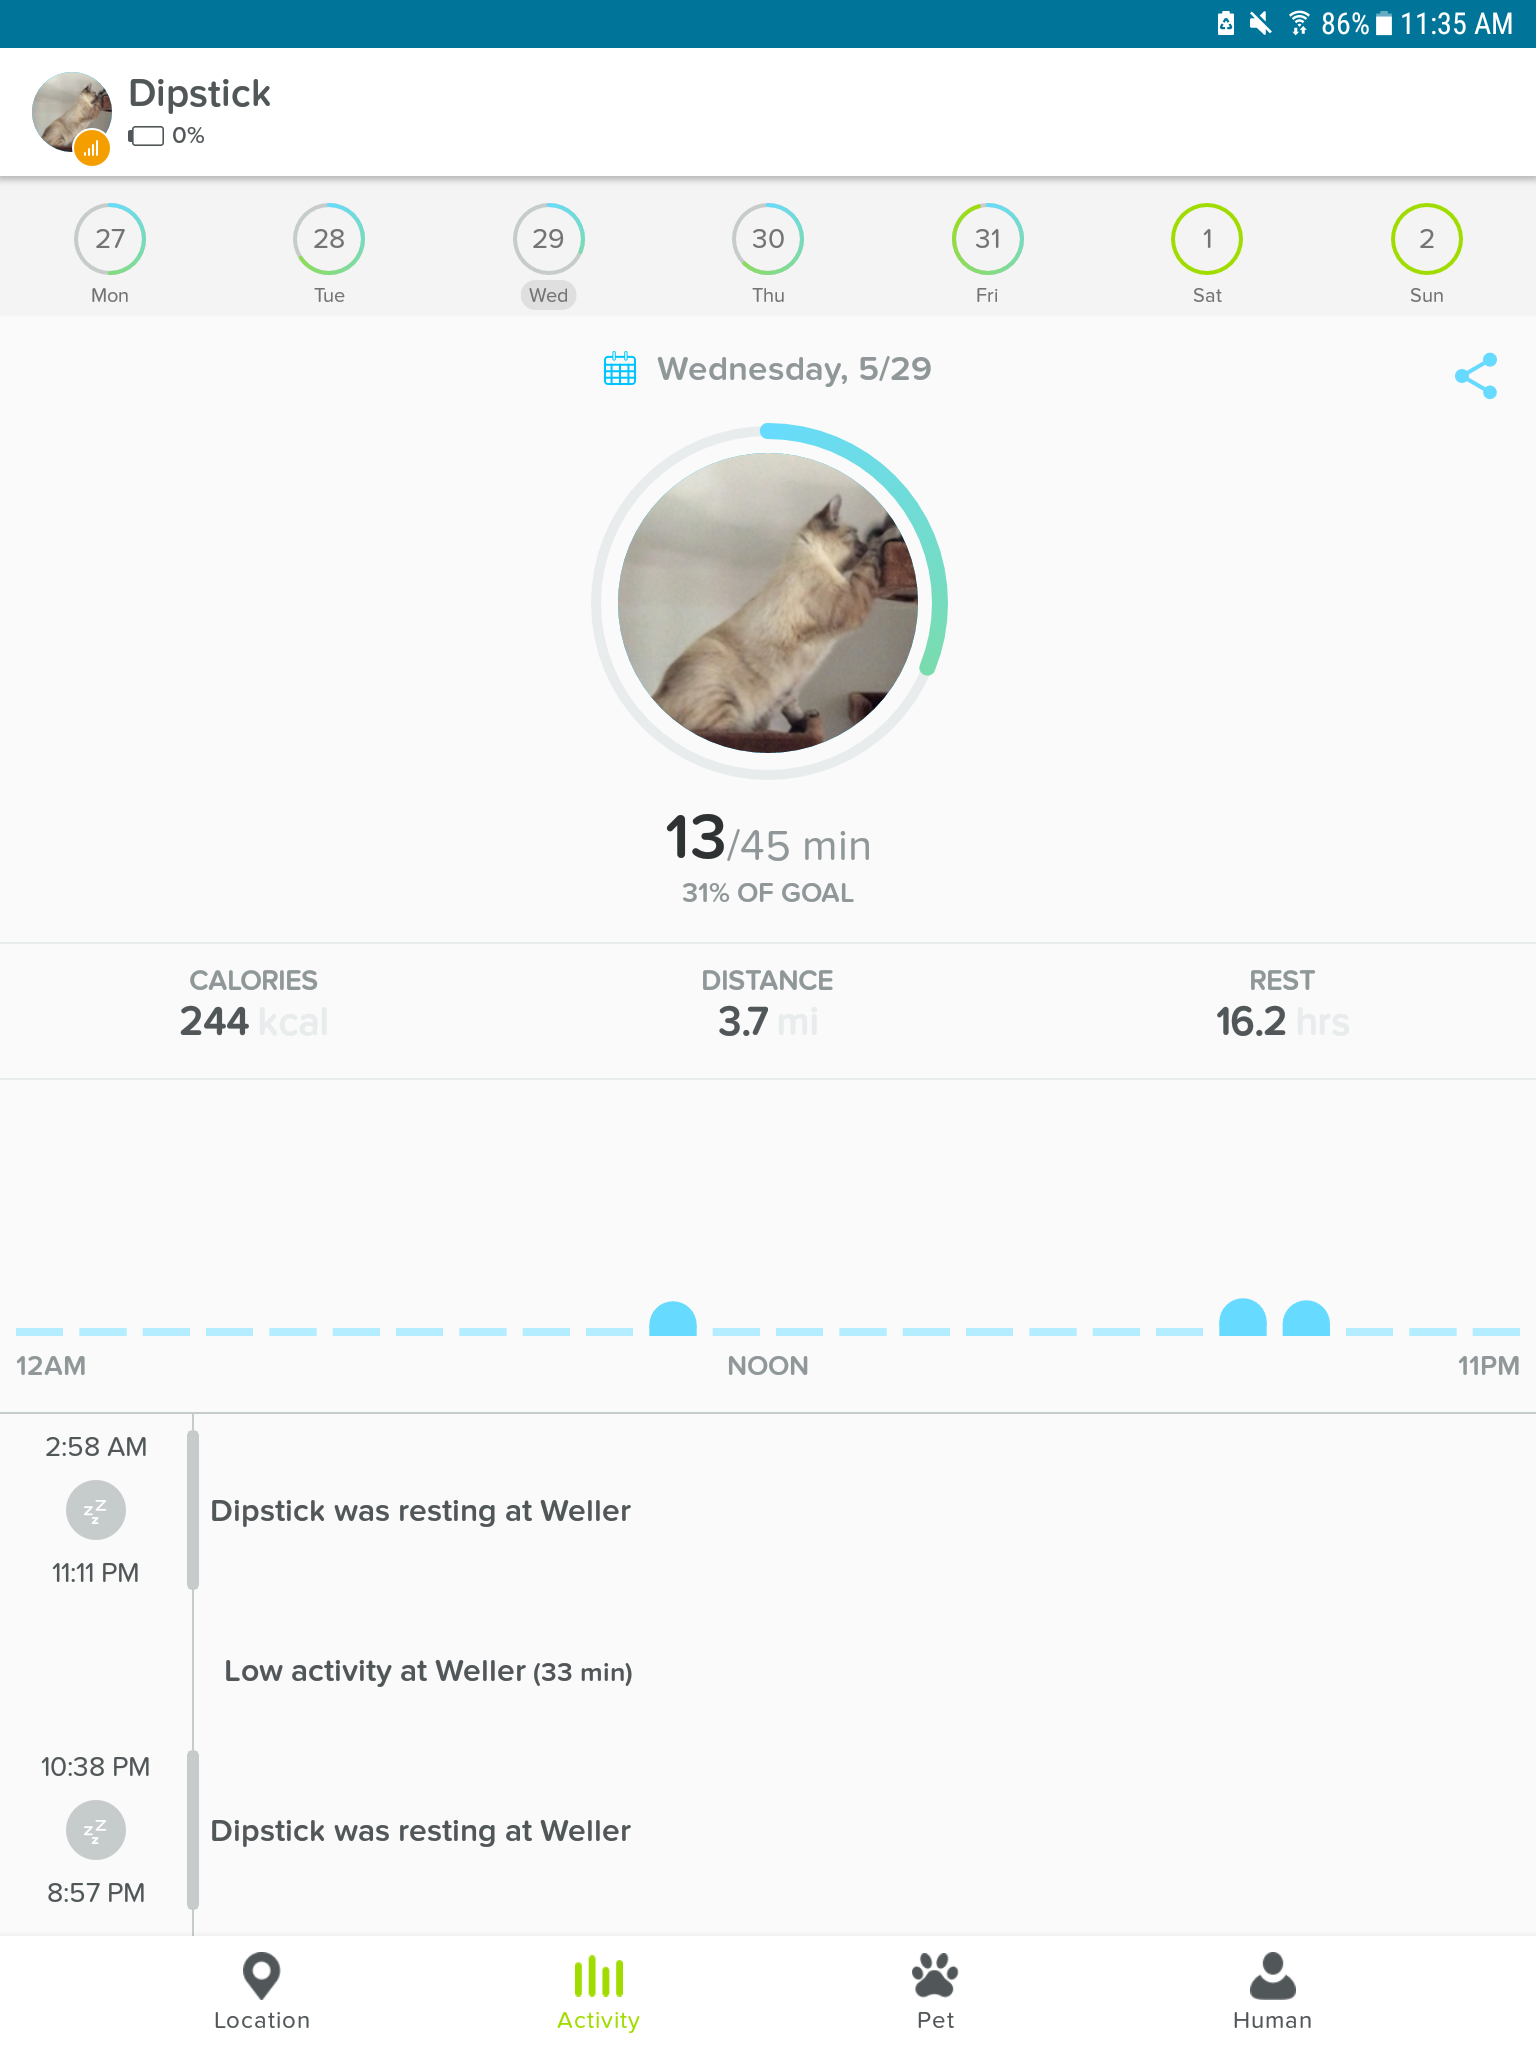 86% 11:35 AM
Dipstick
0%
27 28 29 30 31 1 2
Mon Tue Wed Thu Fri Sat Sun
Wednesday, 5/29
13/45 min
31% OF GOAL
CALORIES DISTANCE REST
244 kcal 3.7 mi 16.2 hrs
12AM NOON 11PM
2:58 AM
zZz
Dipstick was resting at Weller
11:11 PM
Low activity at Weller (33 min)
10:38 PM
zZz
Dipstick was resting at Weller
8:57 PM
Location Activity Pet Human